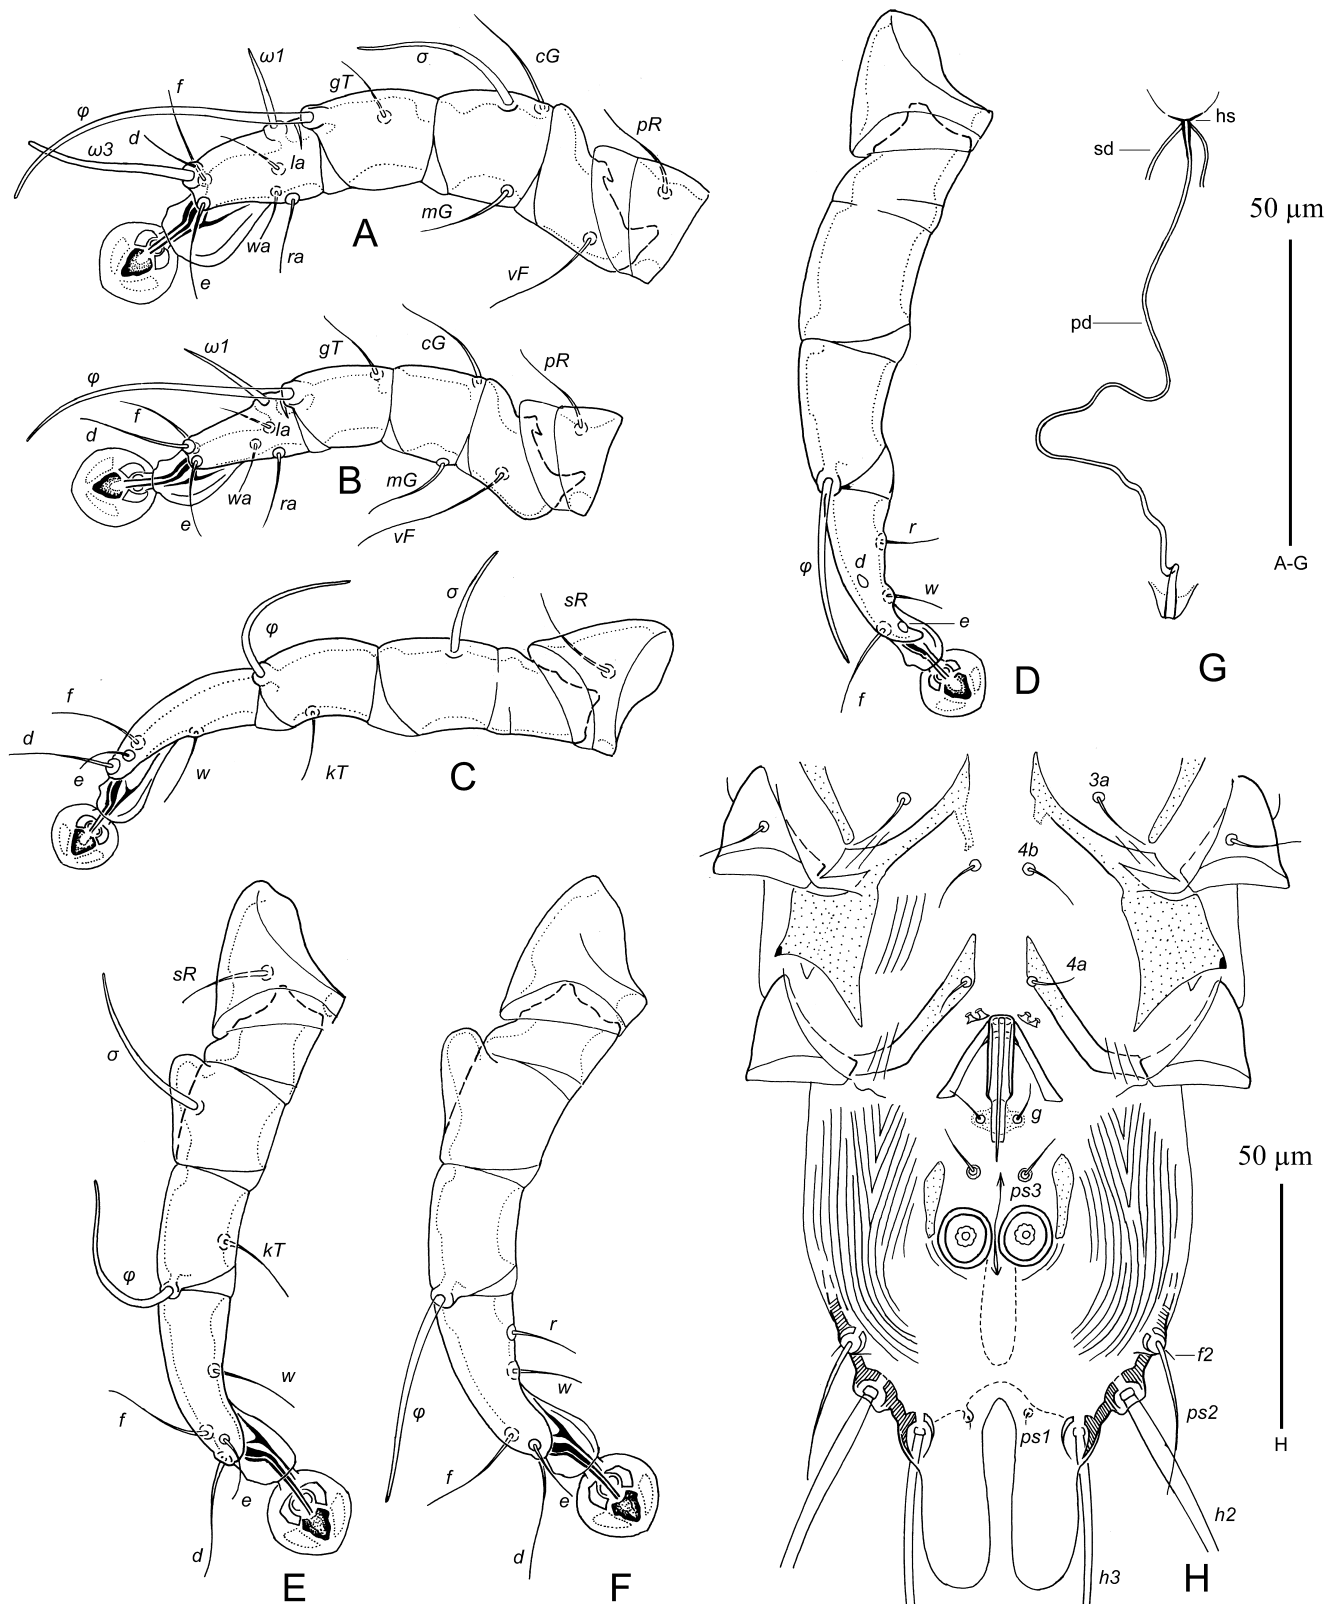 ω1
σ
cG
f
gT
φ
d
ω3
la
pR
mG
A
wa
ra
e
vF
ω1
gT
cG
pR
φ
f
d
la
wa
B
mG
ra
e
vF
φ
σ
sR
f
d
e
w
kT
C
r
φ
d
w
e
f
D
hs
sd
pd
G
50 µm
A-G
sR
σ
kT
φ
w
f
e
d
E
r
w
φ
f
e
d
F
3a
4b
4a
g
ps3
f2
ps2
ps1
h2
h3
H
50 µm
H